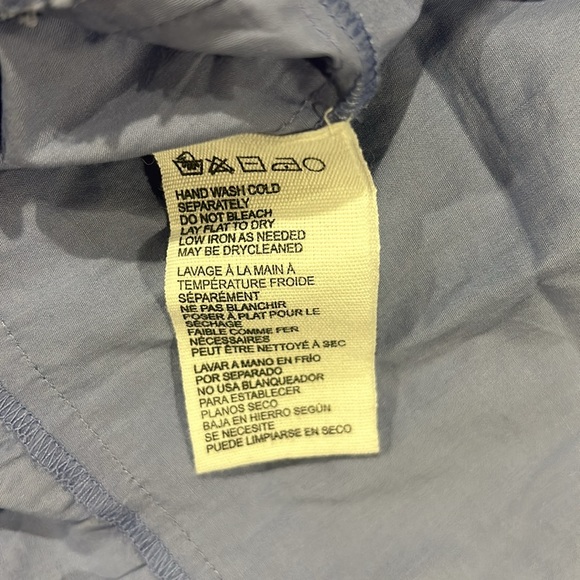 HAND WASH COLD
SEPARATELY
DO NOT BLEACH
LAY FLAT TO DRY
LOW IRON AS NEEDED
MAY BE DRYCLEANED
LAVAGE À LA MAIN À
TEMPÉRATURE FROIDE
SÉPARÉMENT
NE PAS BLANCHIR
POSER À PLAT POUR LE
SÉCHAGE
FAIBLE COMME FER
NÉCESSAIRES
PEUT ÊTRE NETTOYÉ À SEC
LAVAR A MANO EN FRÍO
POR SEPARADO
NO USA BLANQUEADOR
PARA ESTABLECER
PLANOS SECO
BAJA EN HIERRO SEGÚN
SE NECESITE
PUEDE LIMPIARSE EN SECO